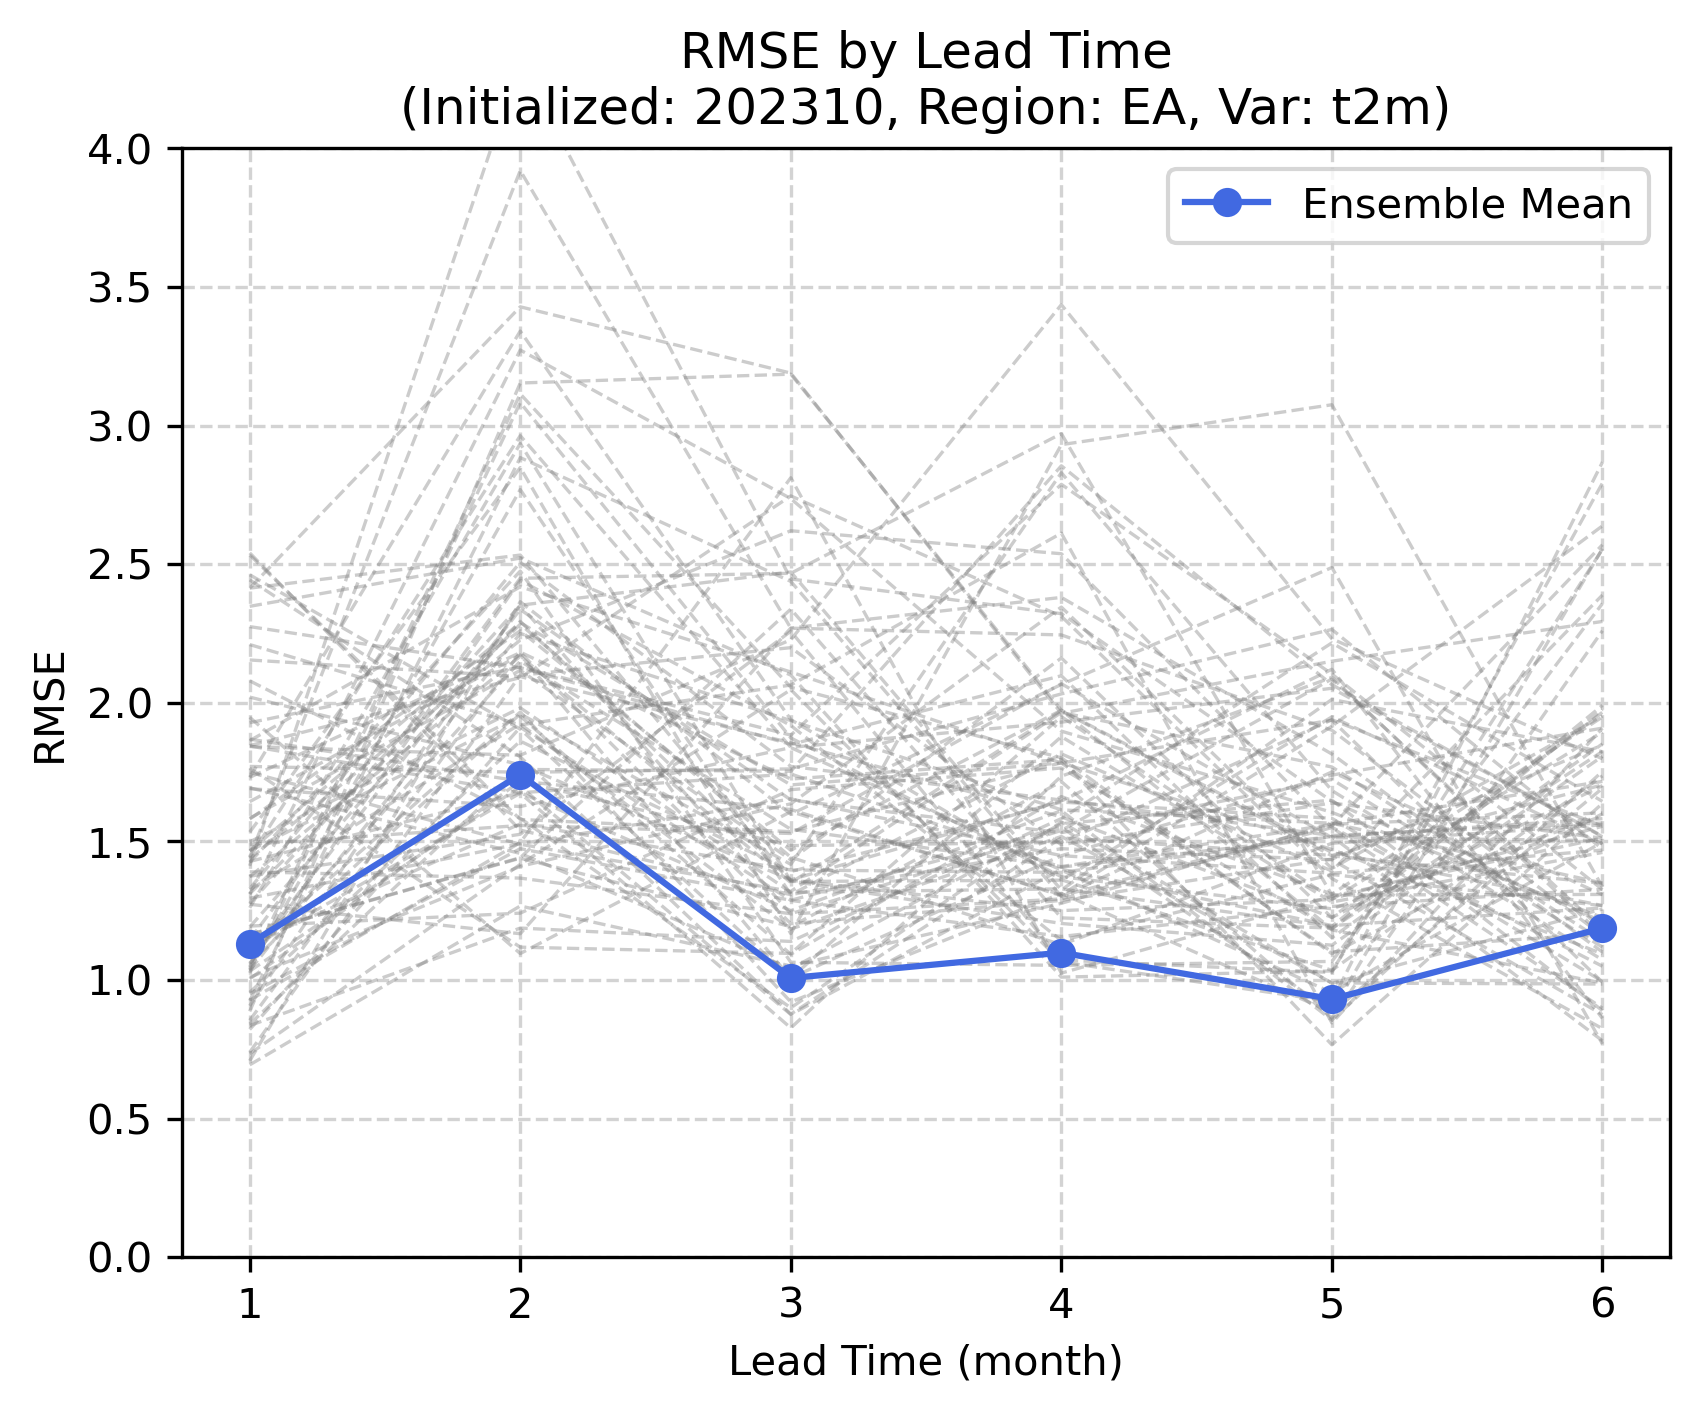 RMSE by Lead Time
(Initialized: 202310, Region: EA, Var: t2m)
4.0
3.5
3.0
2.5
2.0
1.5
1.0
0.5
0.0
RMSE
Ensemble Mean
1 2 3 4 5 6
Lead Time (month)